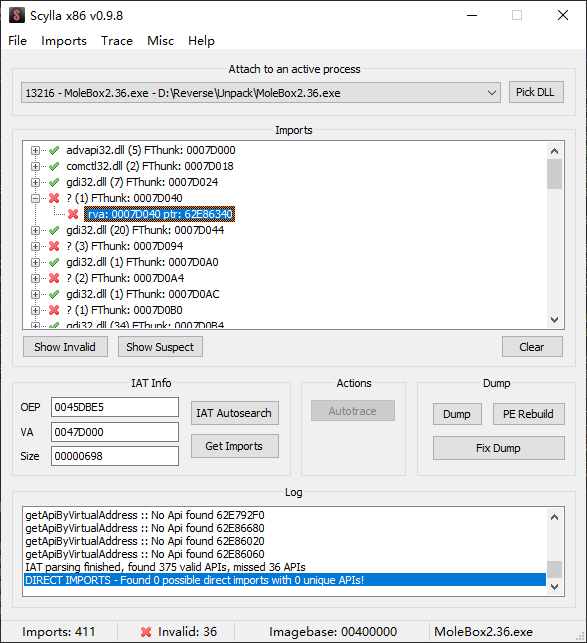 Scylla x86 v0.9.8
File Imports Trace Misc Help
Attach to an active process
13216 - MoleBox2.36.exe - D:\Reverse\Unpack\MoleBox2.36.exe
Pick DLL
Imports
advapi32.dll (5) FThunk: 0007D000
comctl32.dll (2) FThunk: 0007D018
gdi32.dll (7) FThunk: 0007D024
? (1) FThunk: 0007D040
rva: 0007D040 ptr: 62E86340
gdi32.dll (20) FThunk: 0007D044
? (3) FThunk: 0007D094
gdi32.dll (1) FThunk: 0007D0A0
? (2) FThunk: 0007D0A4
gdi32.dll (1) FThunk: 0007D0AC
? (1) FThunk: 0007D0B0
gdi32.dll (34) FThunk: 0007D0B4
Show Invalid Show Suspect Clear
IAT Info
OEP 0045DBE5
VA 0047D000
Size 00000698
IAT Autosearch
Get Imports
Actions
Autotrace
Dump
Dump PE Rebuild
Fix Dump
Log
getApiByVirtualAddress :: No Api found 62E792F0
getApiByVirtualAddress :: No Api found 62E86680
getApiByVirtualAddress :: No Api found 62E86020
getApiByVirtualAddress :: No Api found 62E86060
IAT parsing finished, found 375 valid APIs, missed 36 APIs
DIRECT IMPORTS - Found 0 possible direct imports with 0 unique APIs!
Imports: 411 Invalid: 36 Imagebase: 00400000 MoleBox2.36.exe